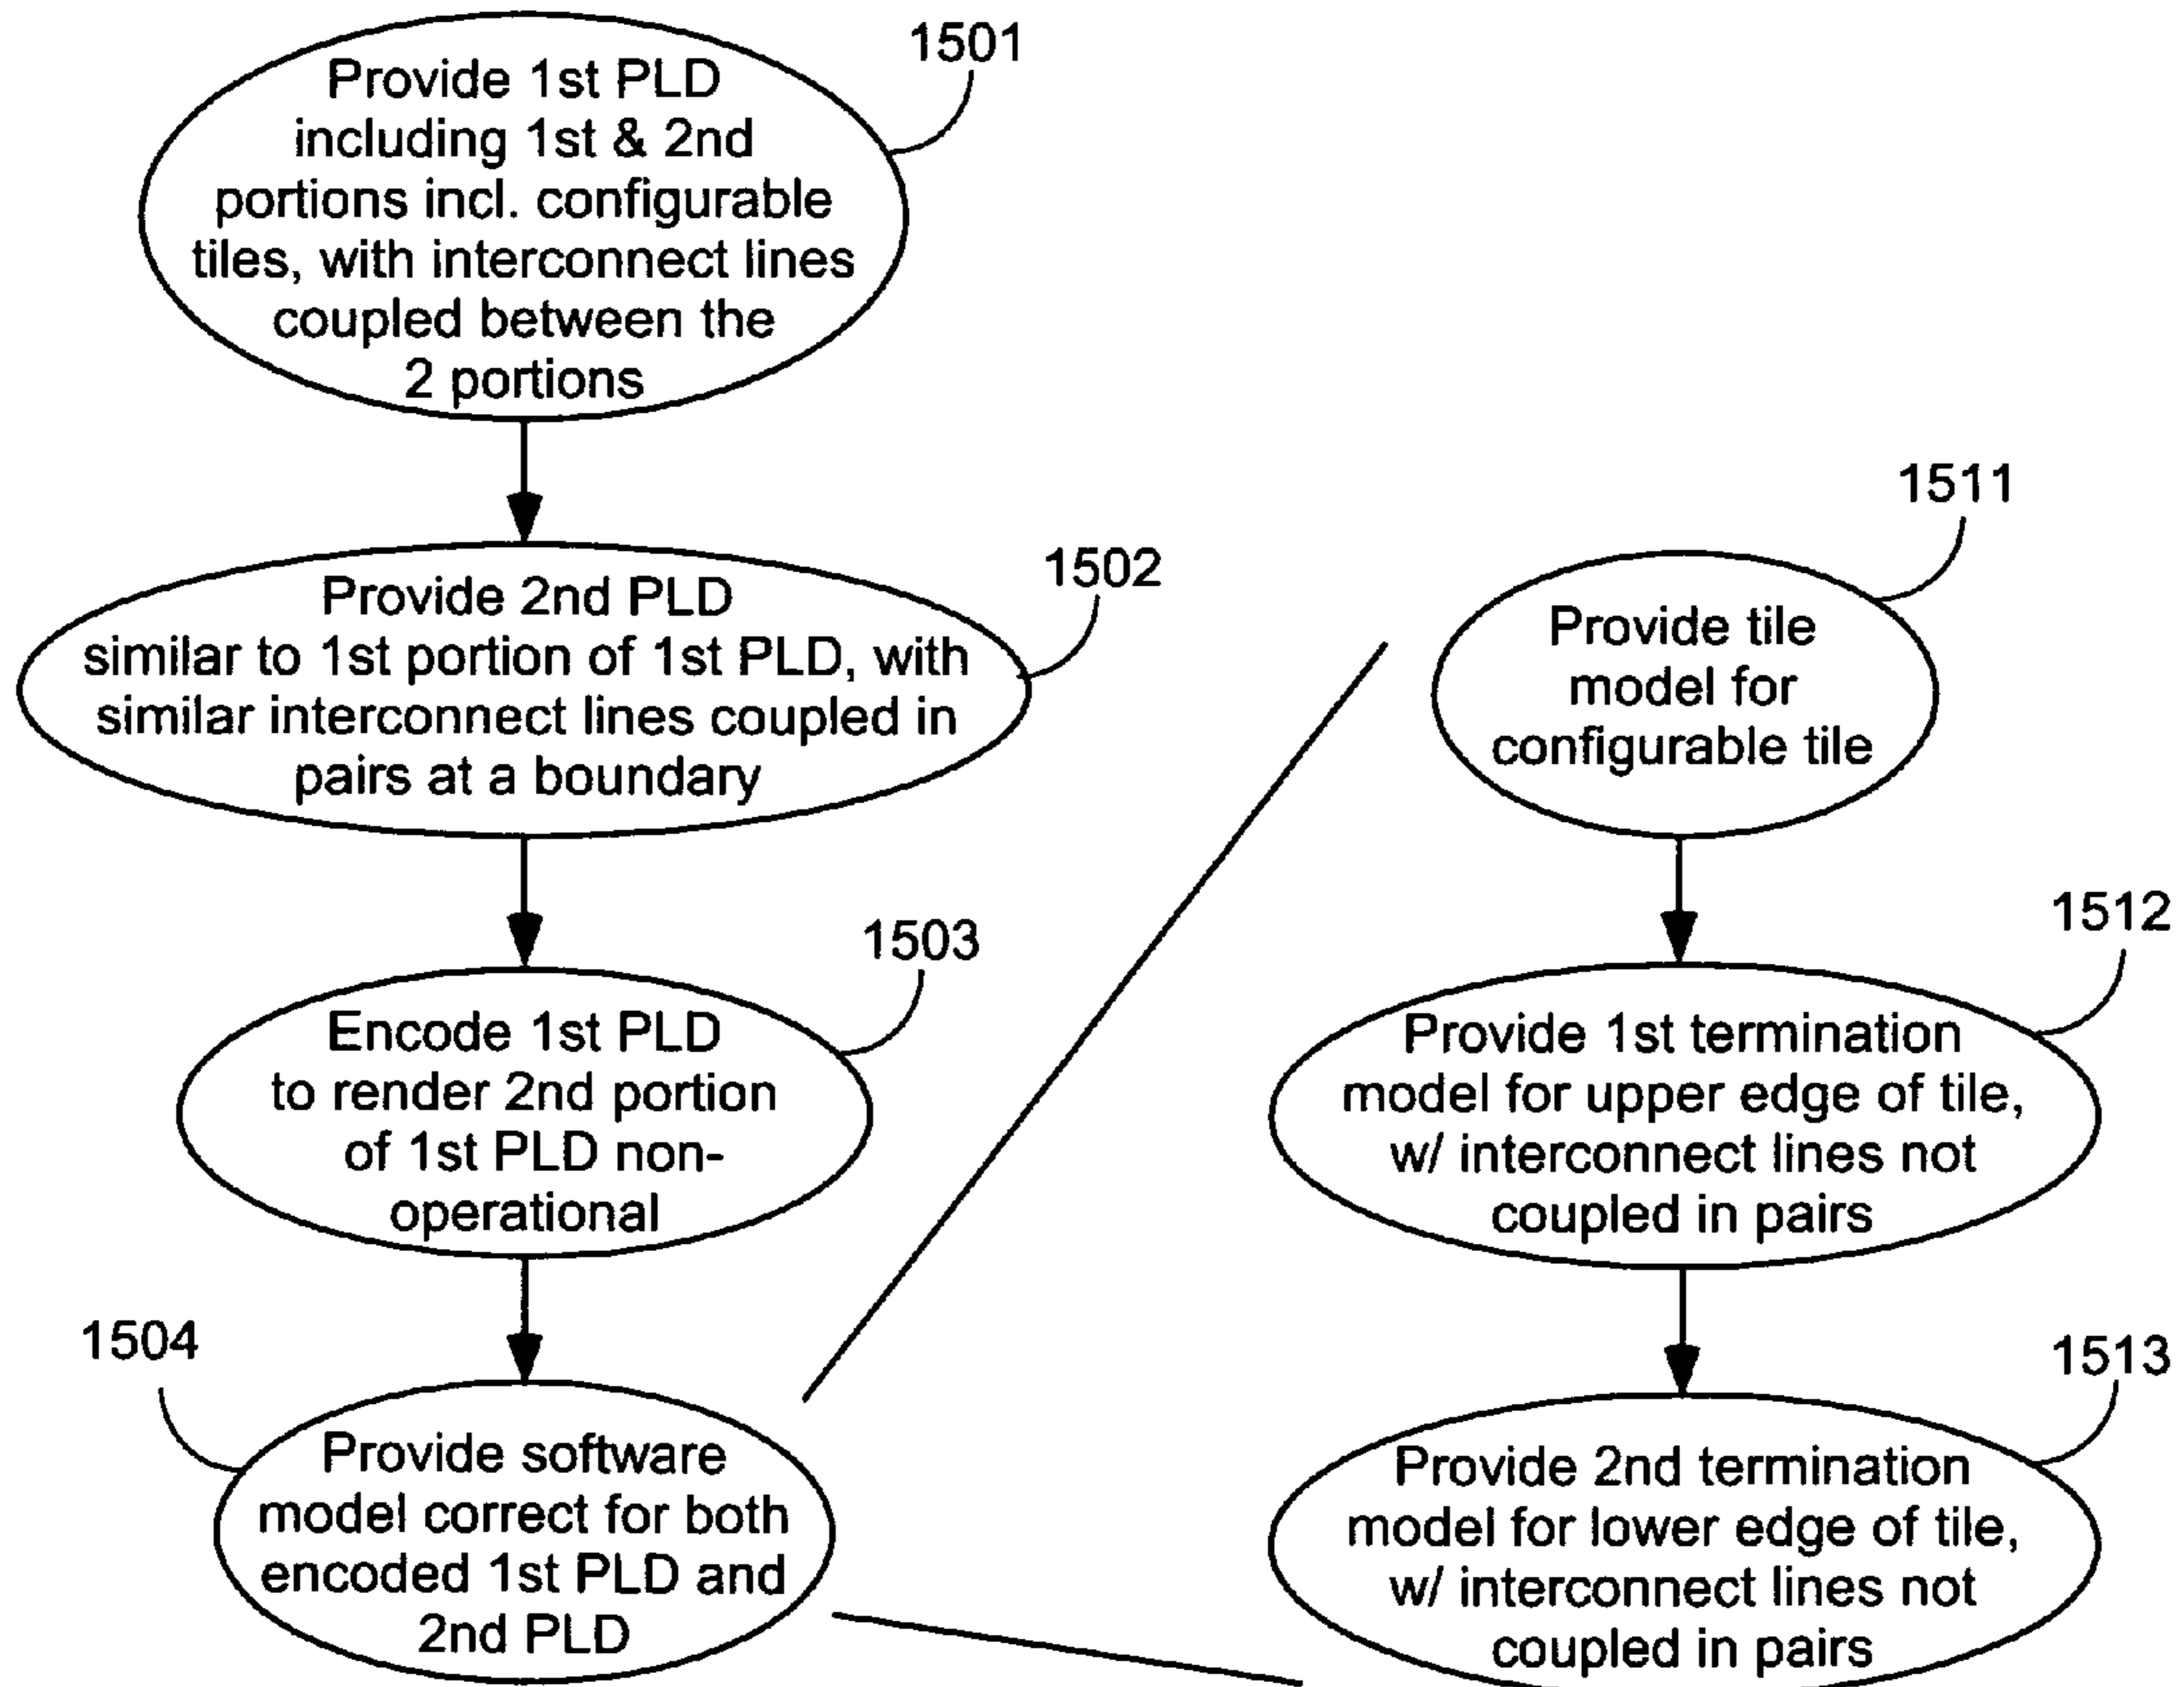 1501
Provide 1st PLD
including 1st & 2nd
portions incl. configurable
tiles, with interconnect lines
coupled between the
2 portions
1502
Provide 2nd PLD
similar to 1st portion of 1st PLD, with
similar interconnect lines coupled in
pairs at a boundary
1503
Encode 1st PLD
to render 2nd portion
of 1st PLD non-
operational
1504
Provide software
model correct for both
encoded 1st PLD and
2nd PLD
1511
Provide tile
model for
configurable tile
1512
Provide 1st termination
model for upper edge of tile,
w/ interconnect lines not
coupled in pairs
1513
Provide 2nd termination
model for lower edge of tile,
w/ interconnect lines not
coupled in pairs